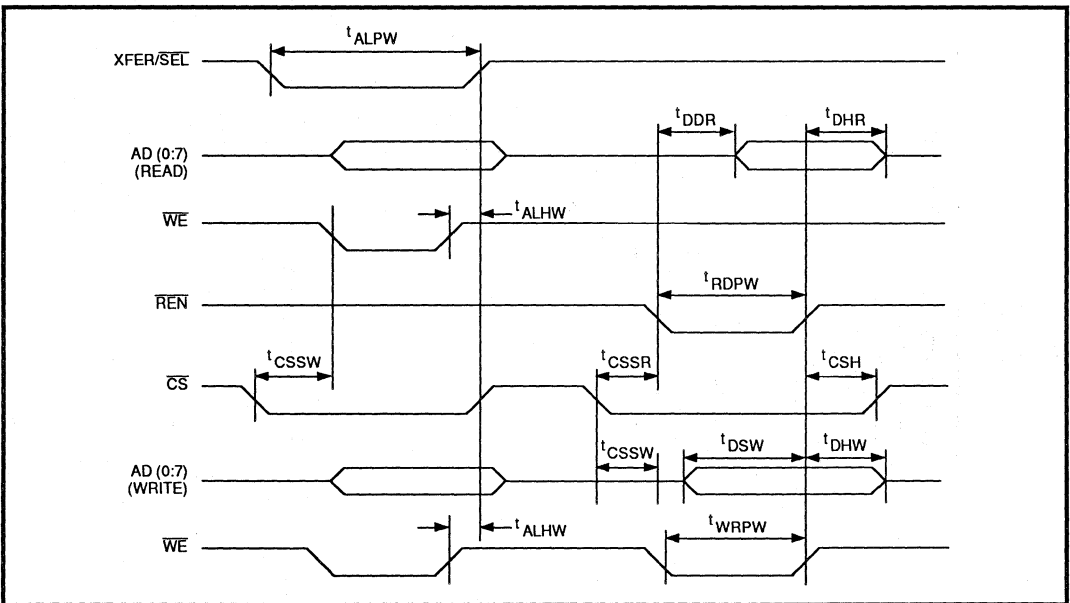 tALPW
XFER/SEL
tDDR
tDHR
AD (0:7)
(READ)
tALHW
WE
tRDPW
REN
tCSSW
tCSSR
tCSH
CS
tCSSW
tDSW
tDHW
AD (0:7)
(WRITE)
tALHW
tWRPW
WE